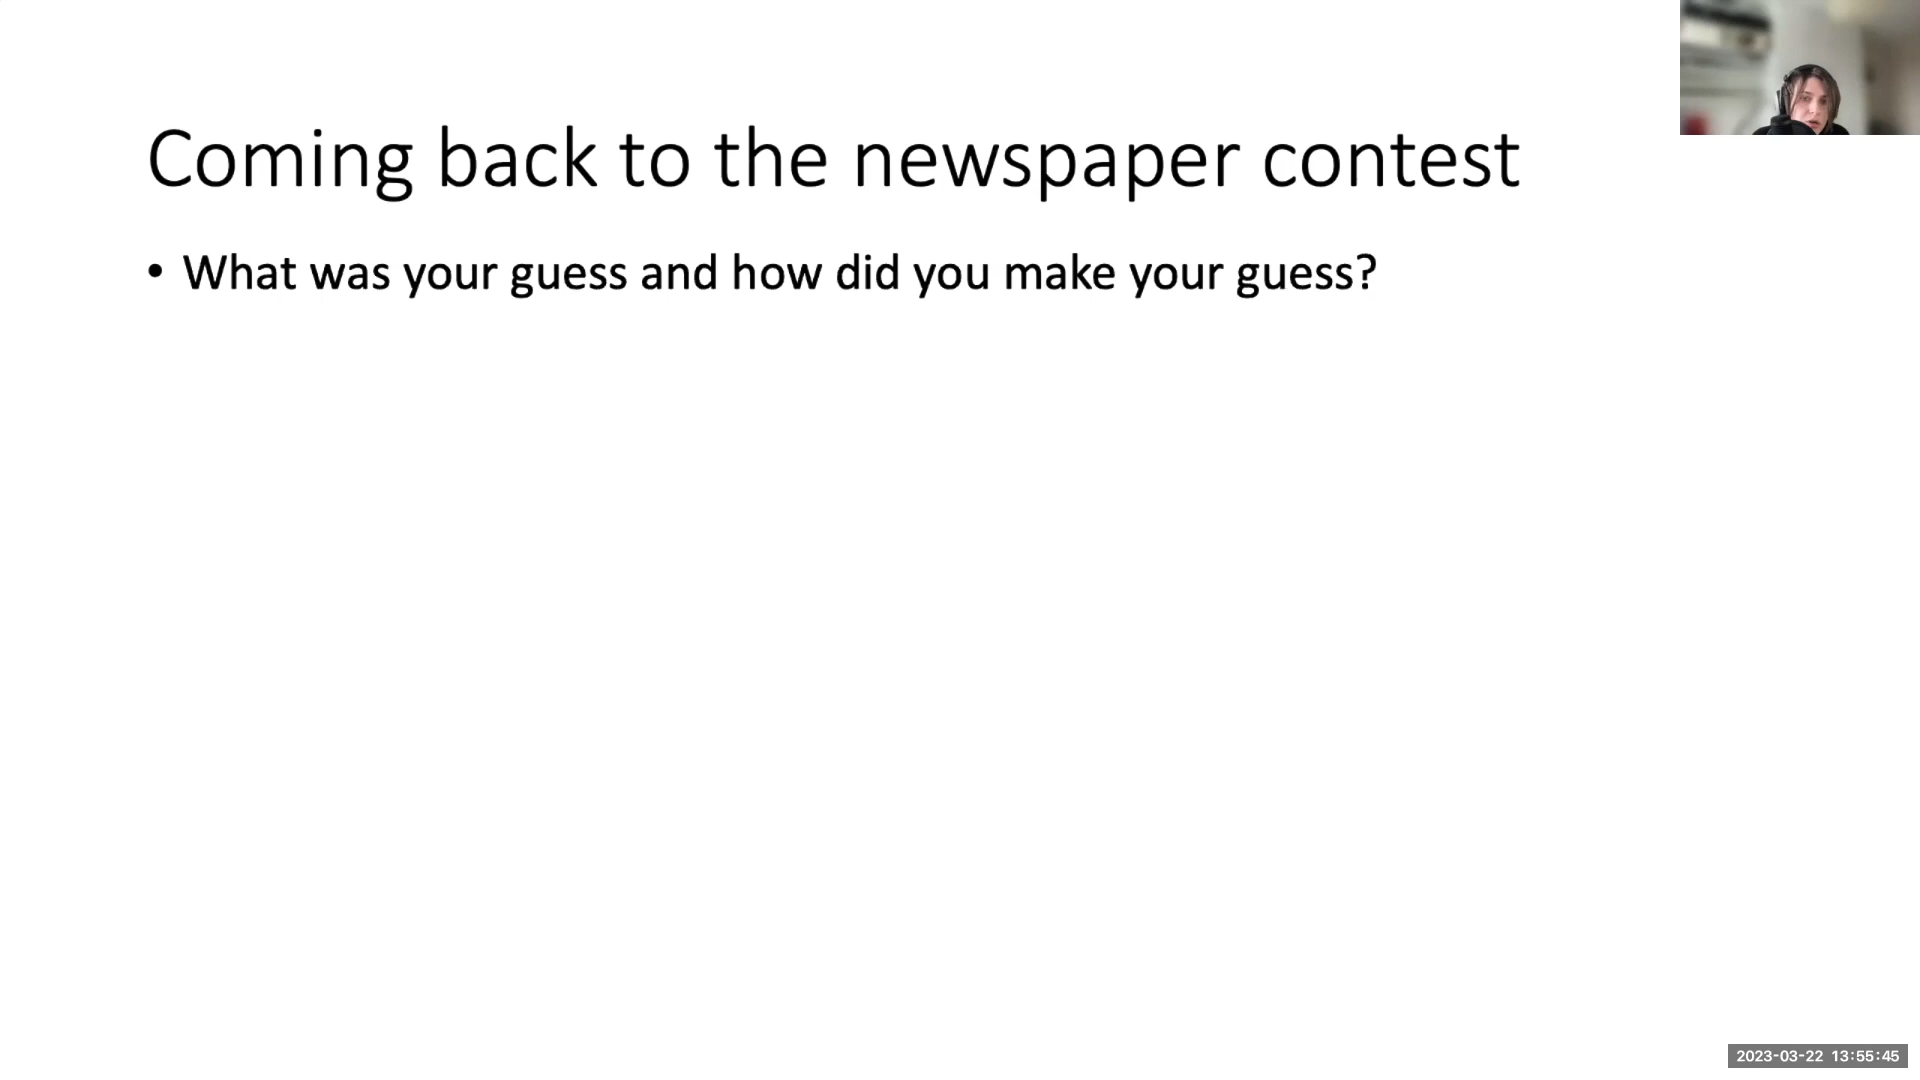 Coming back to the newspaper contest
• What was your guess and how did you make your guess?
2023-03-22 13:55:45